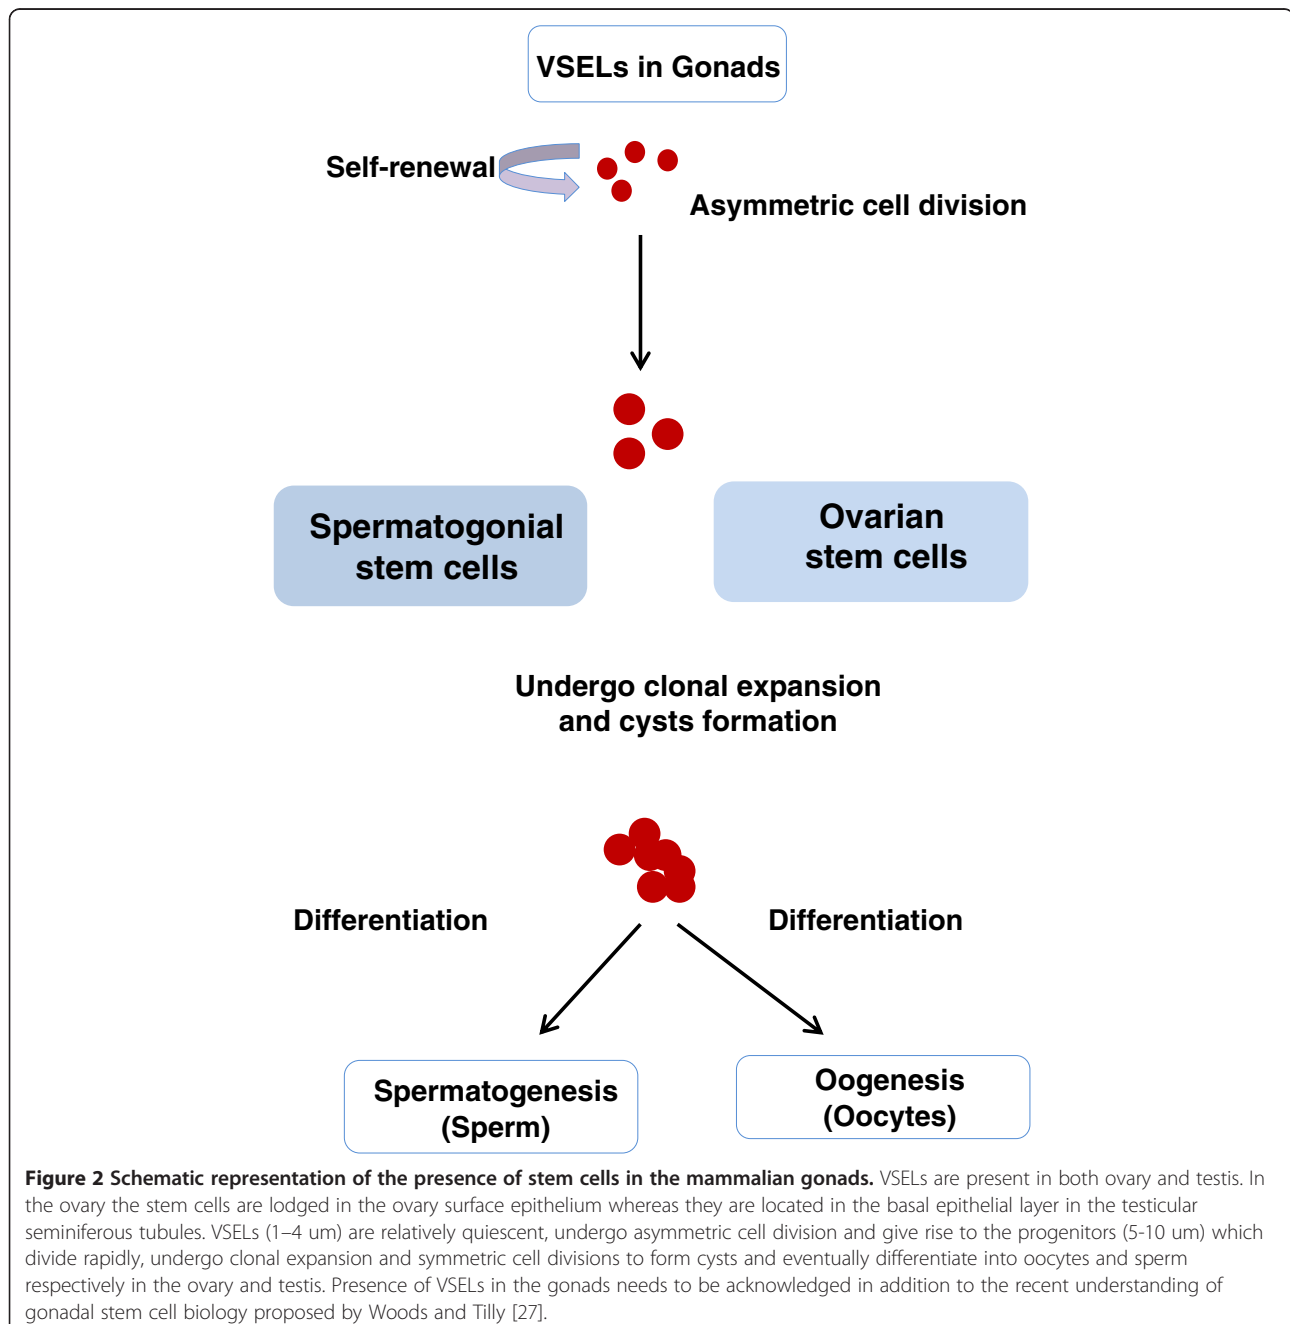 VSELs in Gonads
Self-renewal
Asymmetric cell division
Spermatogonial
stem cells
Ovarian
stem cells
Undergo clonal expansion
and cysts formation
Differentiation
Differentiation
Spermatogenesis
(Sperm)
Oogenesis
(Oocytes)
Figure 2 Schematic representation of the presence of stem cells in the mammalian gonads. VSELs are present in both ovary and testis. In
the ovary the stem cells are lodged in the ovary surface epithelium whereas they are located in the basal epithelial layer in the testicular
seminiferous tubules. VSELs (1–4 um) are relatively quiescent, undergo asymmetric cell division and give rise to the progenitors (5-10 um) which
divide rapidly, undergo clonal expansion and symmetric cell divisions to form cysts and eventually differentiate into oocytes and sperm
respectively in the ovary and testis. Presence of VSELs in the gonads needs to be acknowledged in addition to the recent understanding of
gonadal stem cell biology proposed by Woods and Tilly [27].